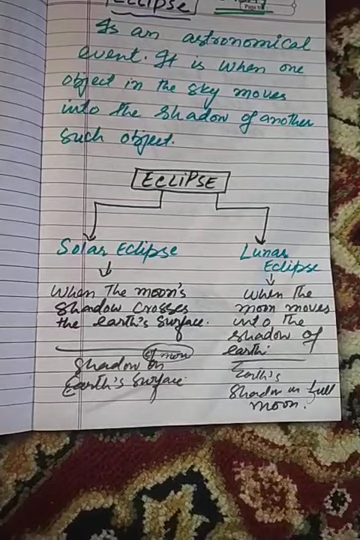 Eclipse
Is an astronomical
event. It is when one
object in the sky moves
into the shadow of another
such object.
ECLIPSE
Solar Eclipse
When The moon's
shadow Crosses
the earth's surface.
of moon
Shadow on
Earth's Surface
Lunar
Eclipse
when The
moon moves
into The
shadow of
earth.
Earth's
Shadow in full
moon.